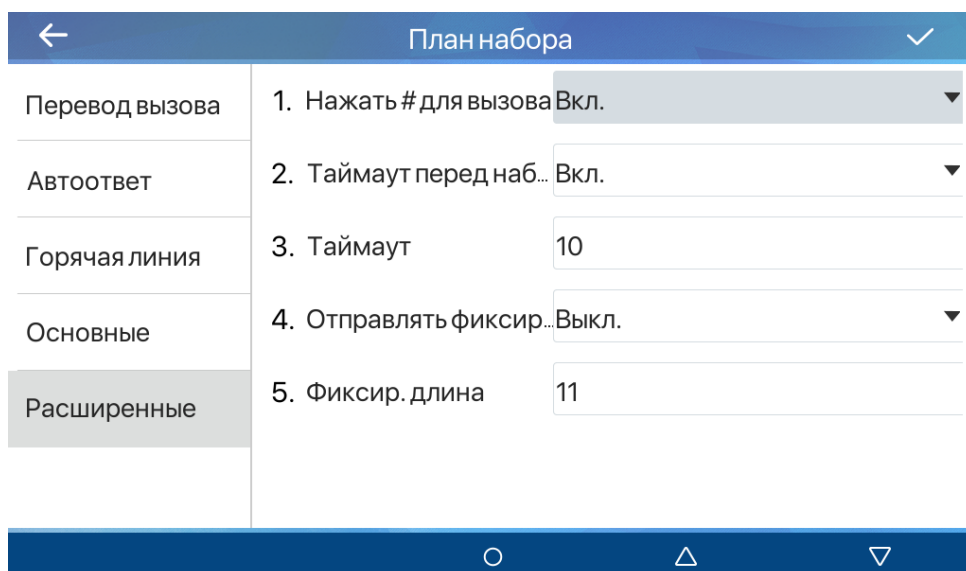 План набора
Перевод вызова
Автоответ
Горячая линия
Основные
Расширенные
1. Нажать # для вызова Вкл.
2. Таймаут перед наб... Вкл.
3. Таймаут 10
4. Отправлять фиксир... Выкл.
5. Фиксир. длина 11